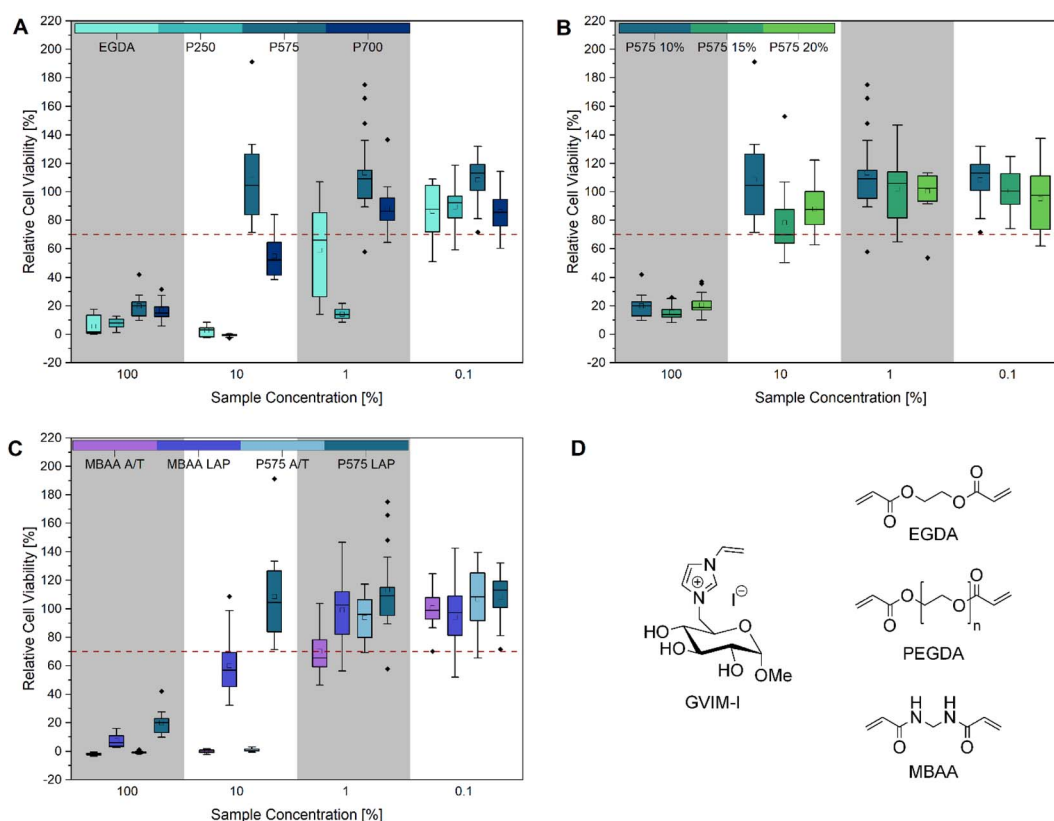 A
220
200
180
160
140
120
100
80
60
40
20
0
-20
Relative Cell Viability [%]
EGDA P250 P575 P700
100 10 1 0.1
Sample Concentration [%]
B
220
200
180
160
140
120
100
80
60
40
20
0
-20
Relative Cell Viability [%]
P575 10% P575 15% P575 20%
100 10 1 0.1
Sample Concentration [%]
C
220
200
180
160
140
120
100
80
60
40
20
0
-20
Relative Cell Viability [%]
MBAA A/T MBAA LAP P575 A/T P575 LAP
100 10 1 0.1
Sample Concentration [%]
D
N
+
N
I⊖
HO
HO
HO
O
OMe
GVIM-I
O
O
O
O
EGDA
O
O
O
O
n
PEGDA
H H
N N
O O
MBAA